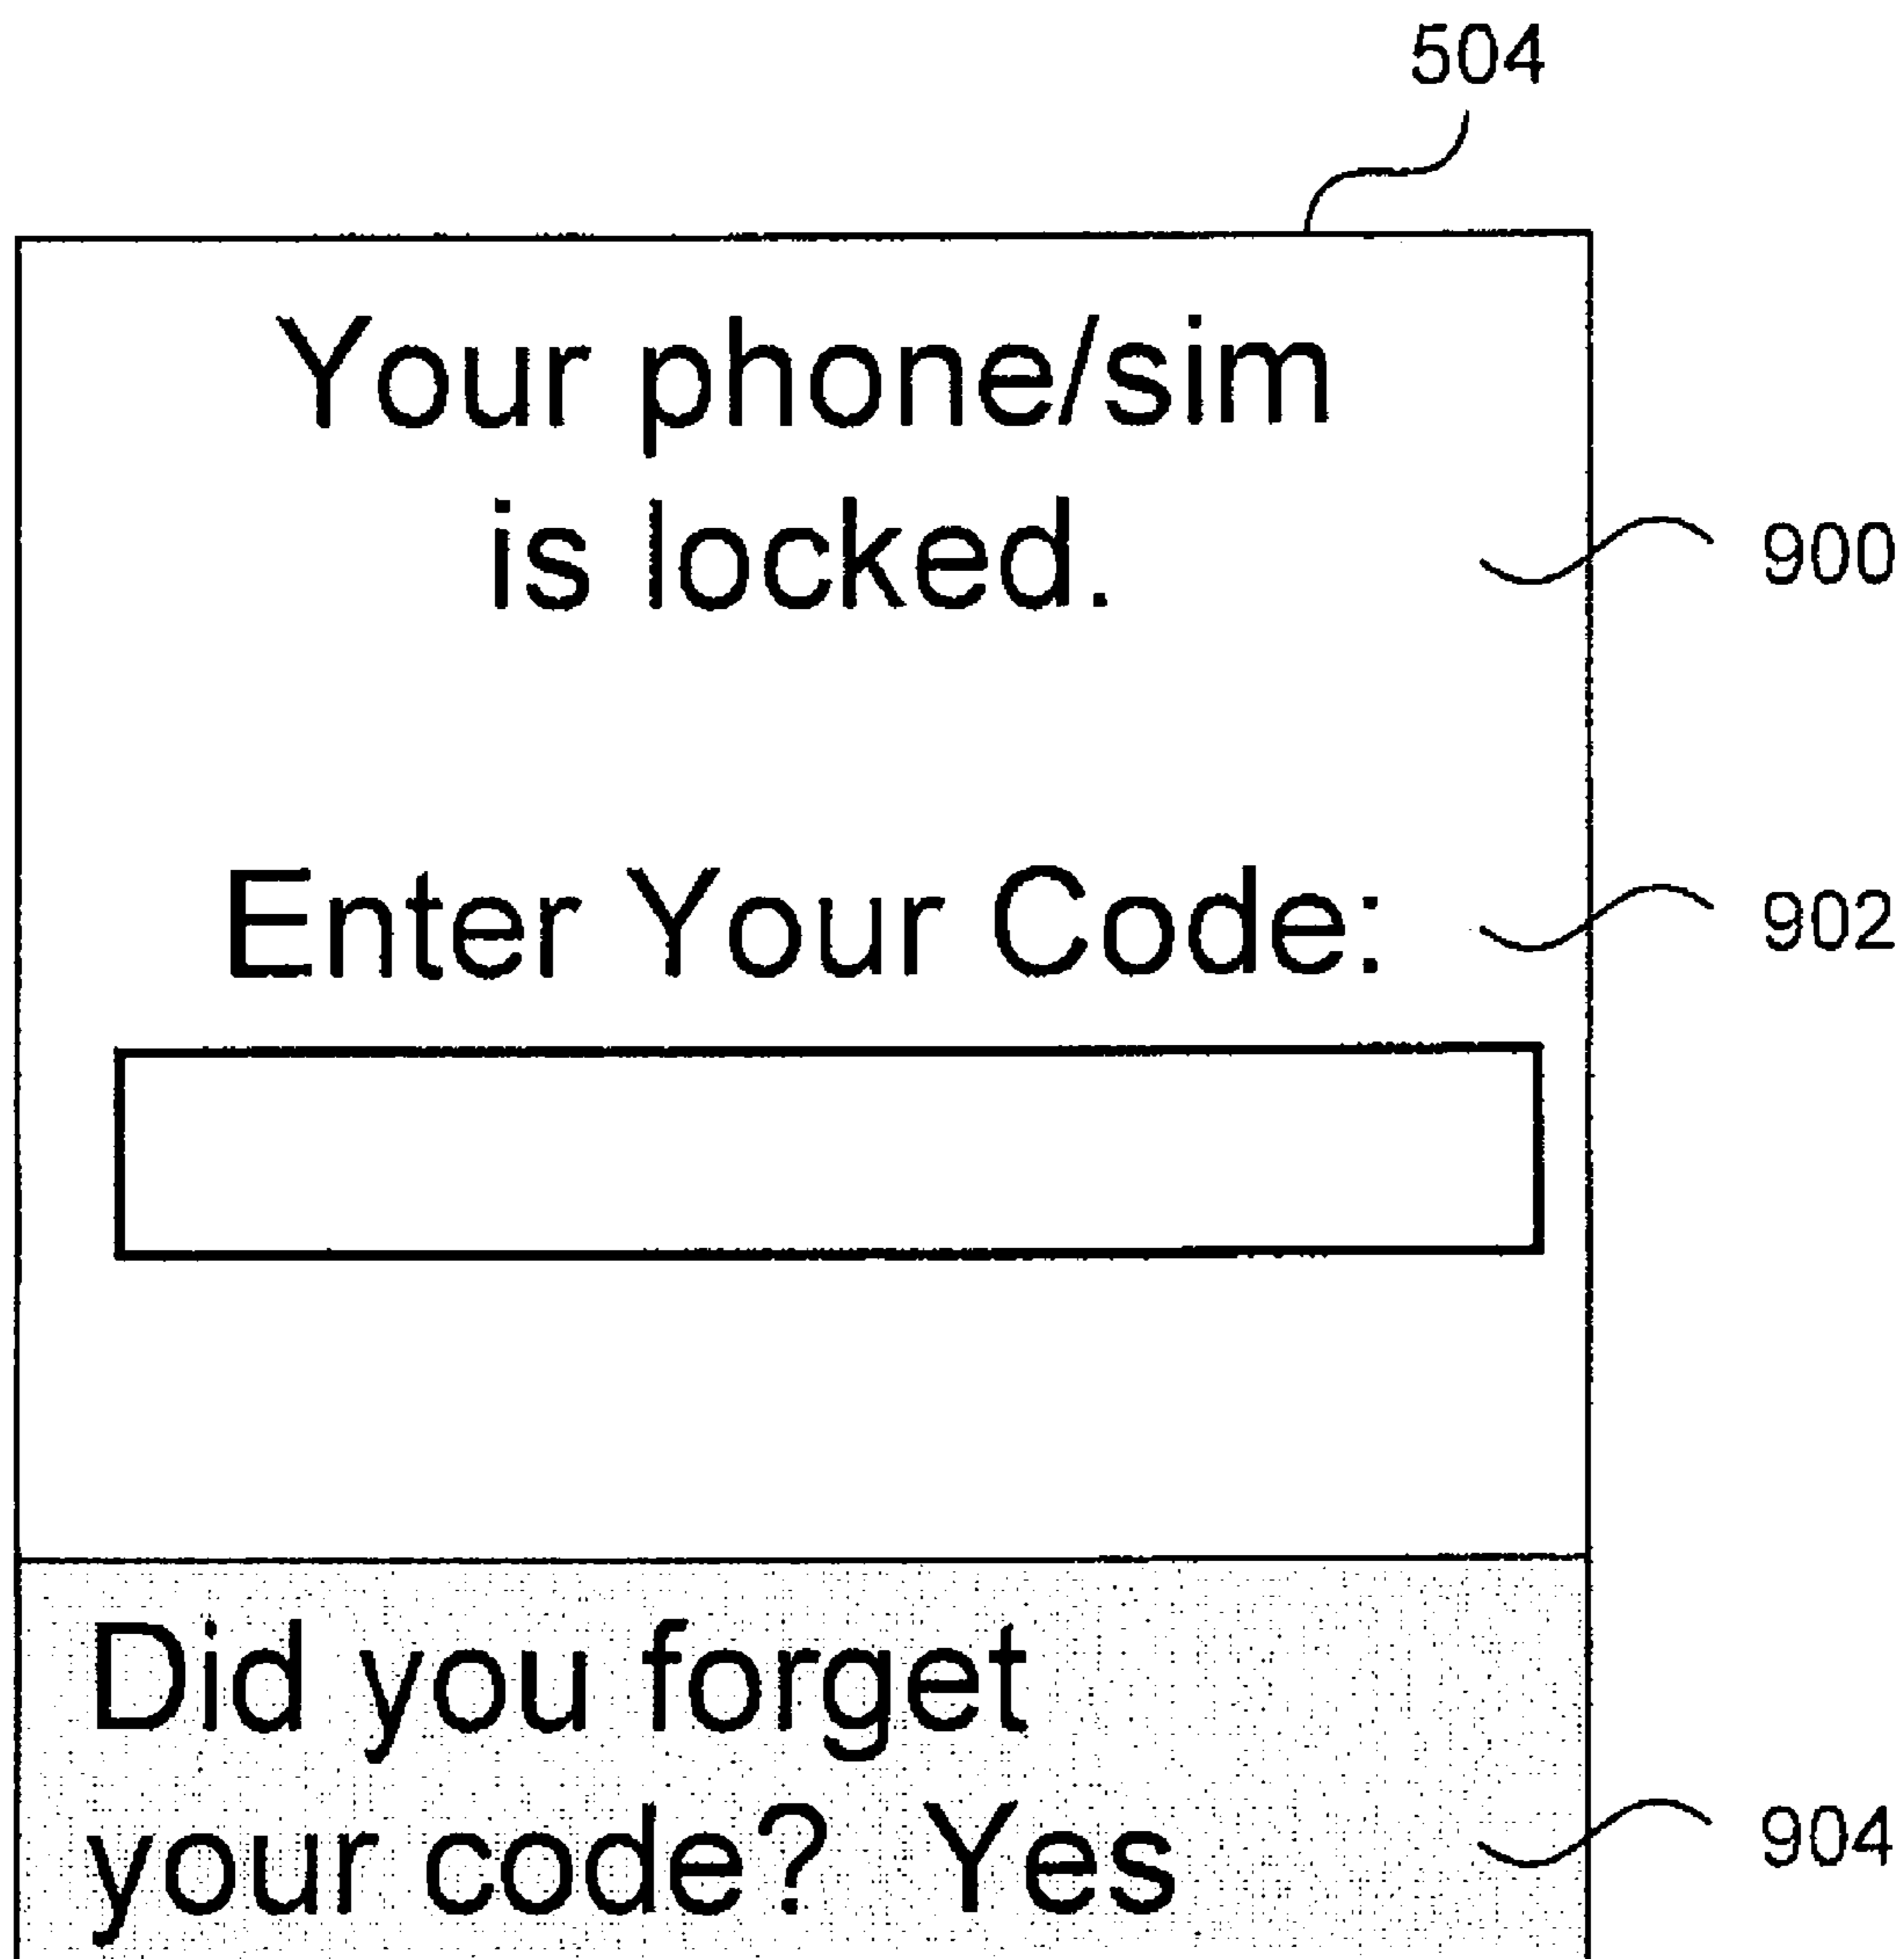 504
Your phone/sim
is locked.
900
Enter Your Code:
902
Did you forget
your code? Yes
904